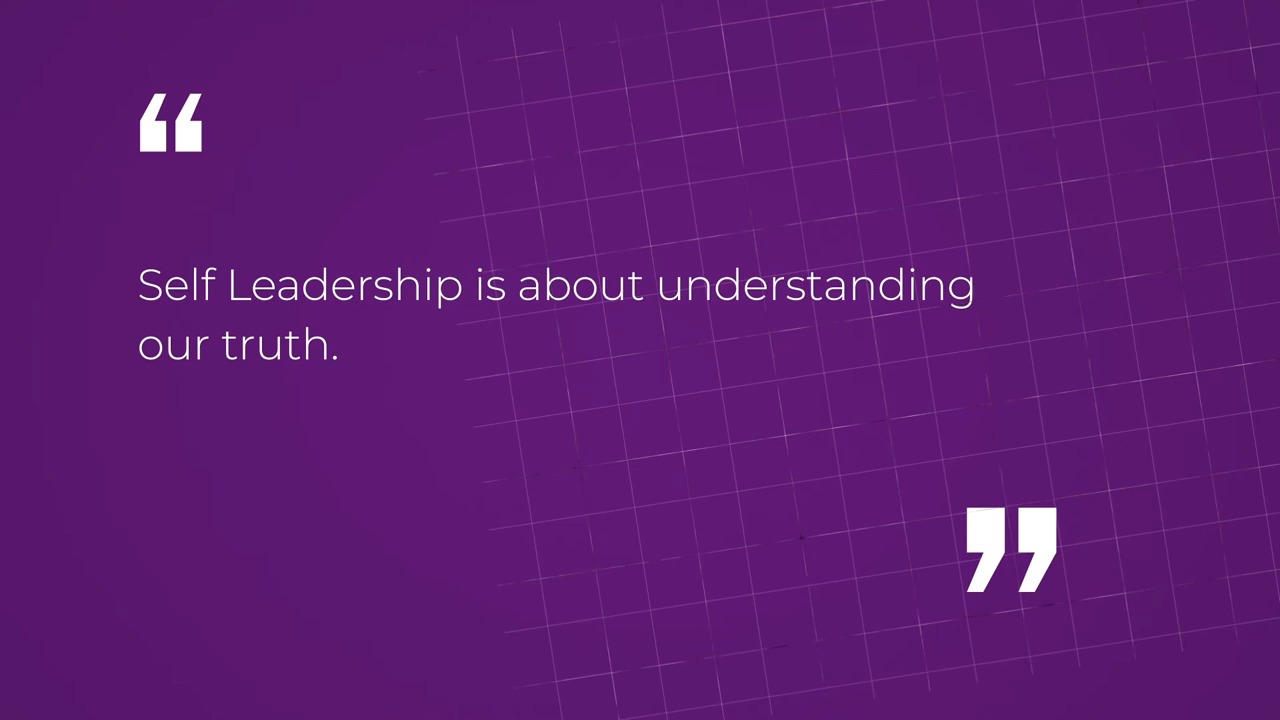 “
Self Leadership is about understanding
our truth.
”